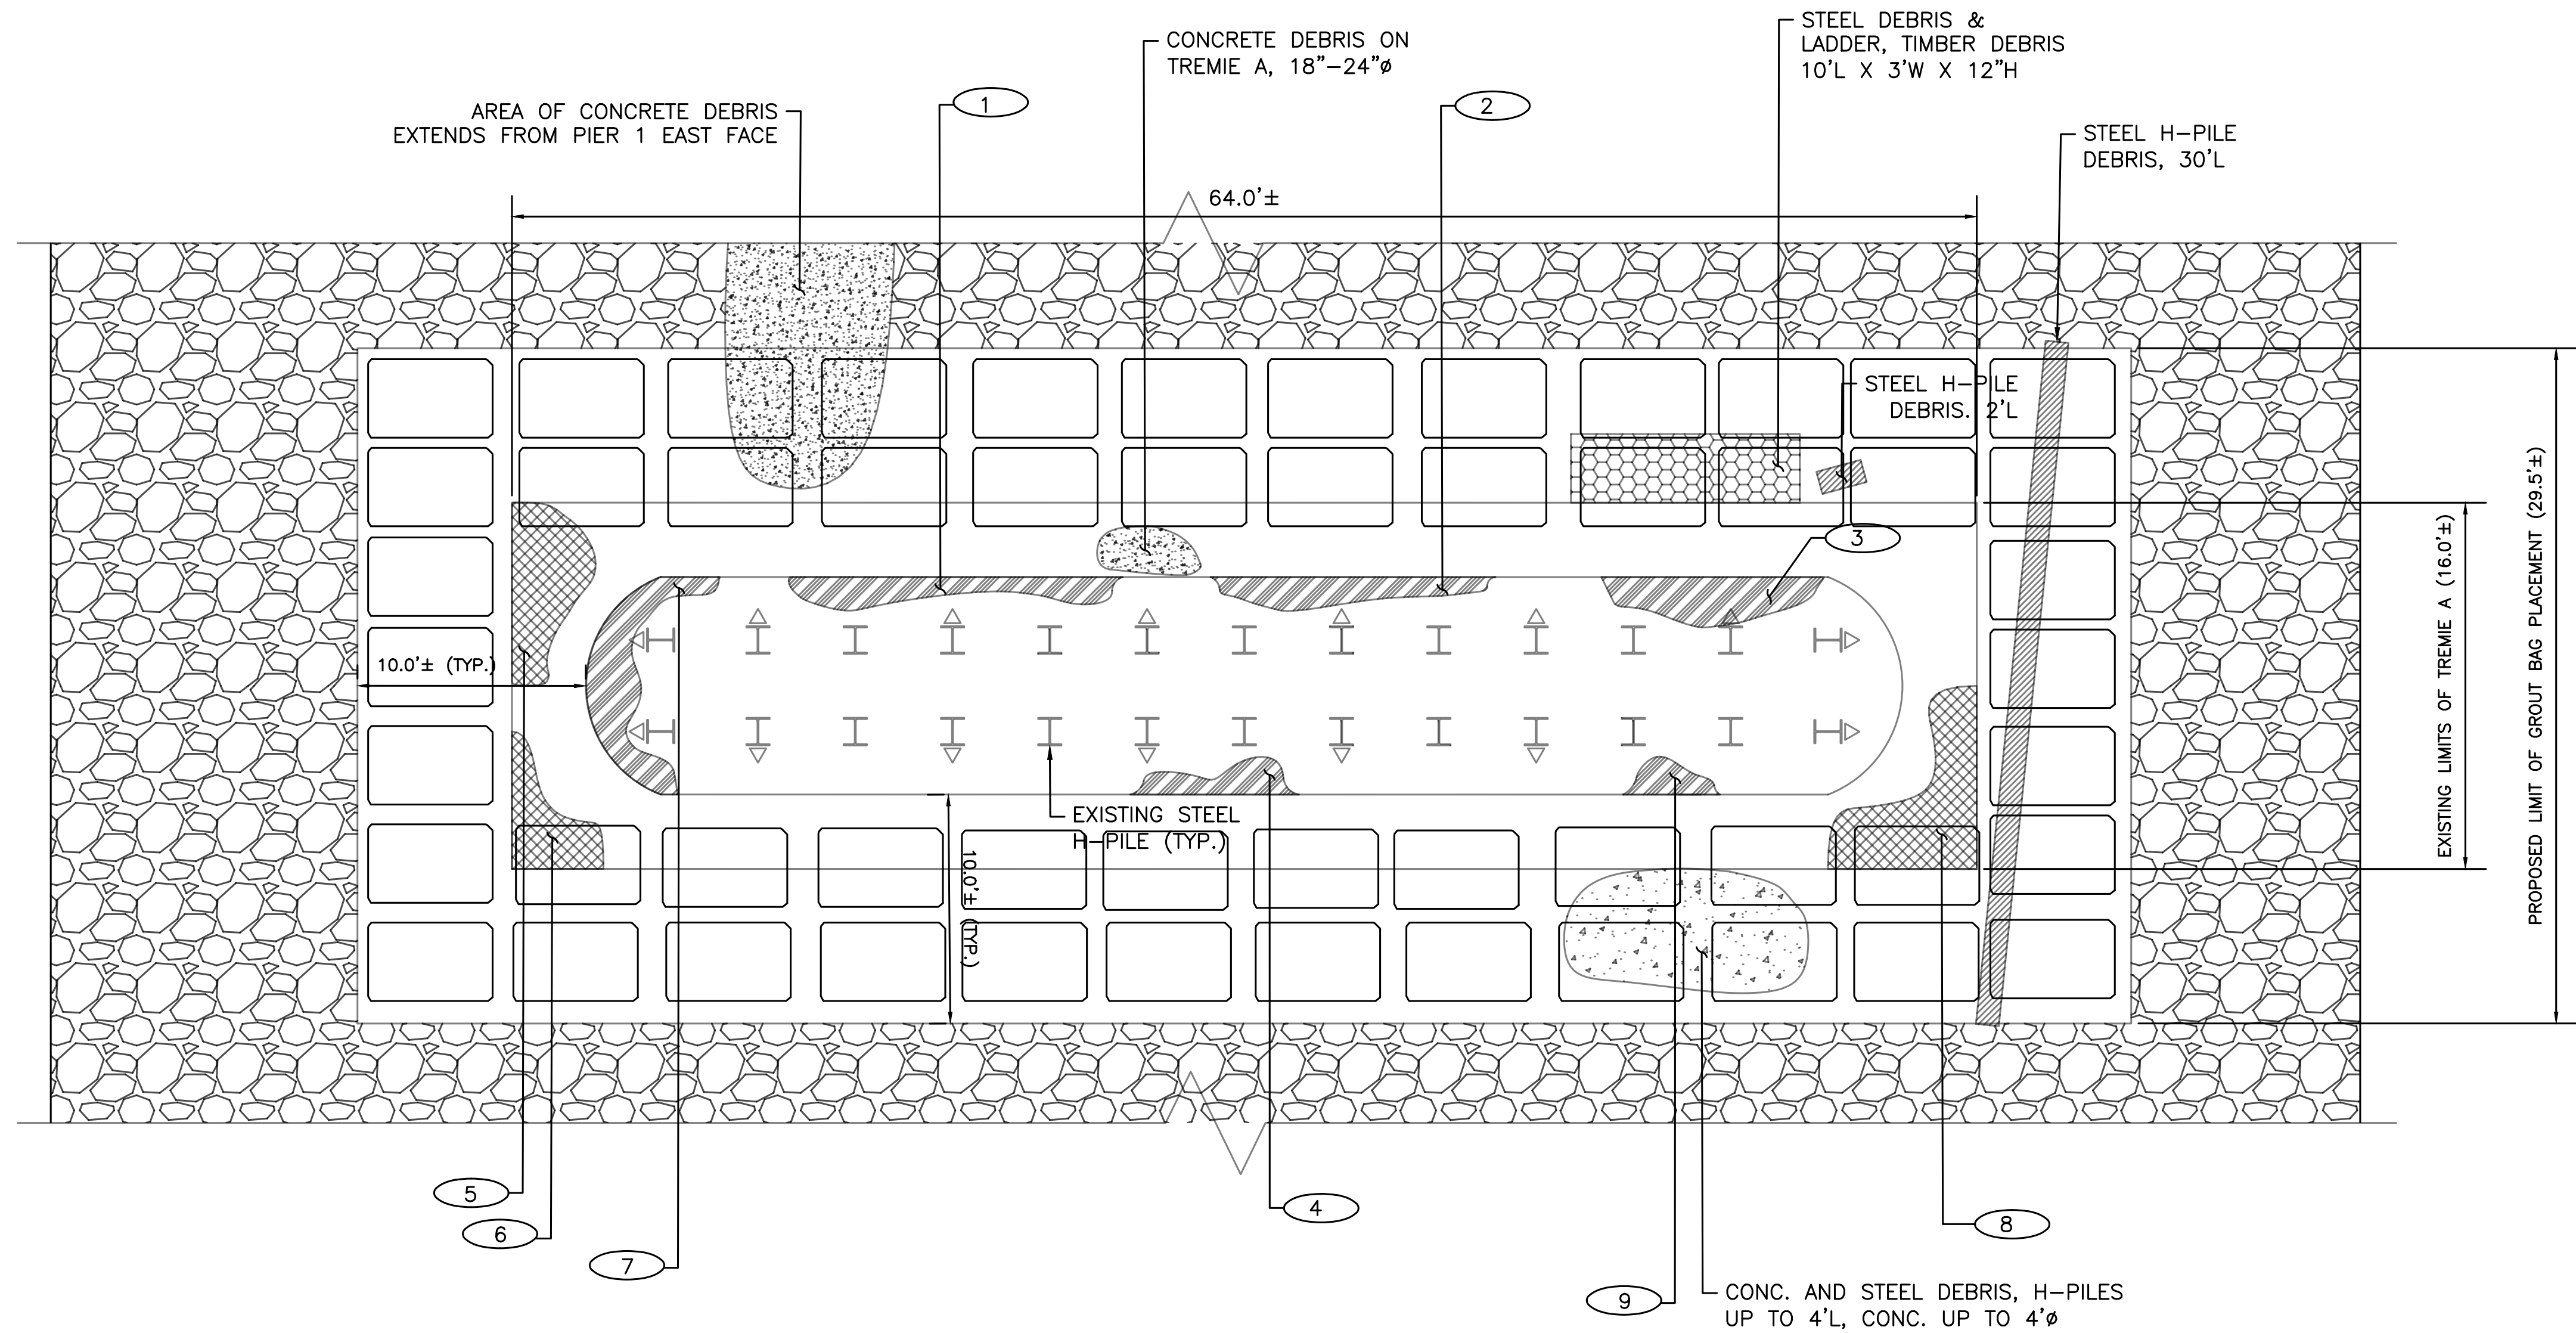 STEEL DEBRIS &
LADDER, TIMBER DEBRIS
10'L X 3'W X 12"H
CONCRETE DEBRIS ON
TREMIE A, 18"-24"ø
AREA OF CONCRETE DEBRIS
EXTENDS FROM PIER 1 EAST FACE
1
2
STEEL H-PILE
DEBRIS, 30'L
64.0'±
STEEL H-PILE
DEBRIS. 2'L
3
10.0'± (TYP.)
EXISTING LIMITS OF TREMIE A (16.0'±)
PROPOSED LIMIT OF GROUT BAG PLACEMENT (29.5'±)
EXISTING STEEL
H-PILE (TYP.)
10.0'± (TYP.)
5
4
6
8
7
9
CONC. AND STEEL DEBRIS, H-PILES
UP TO 4'L, CONC. UP TO 4'ø